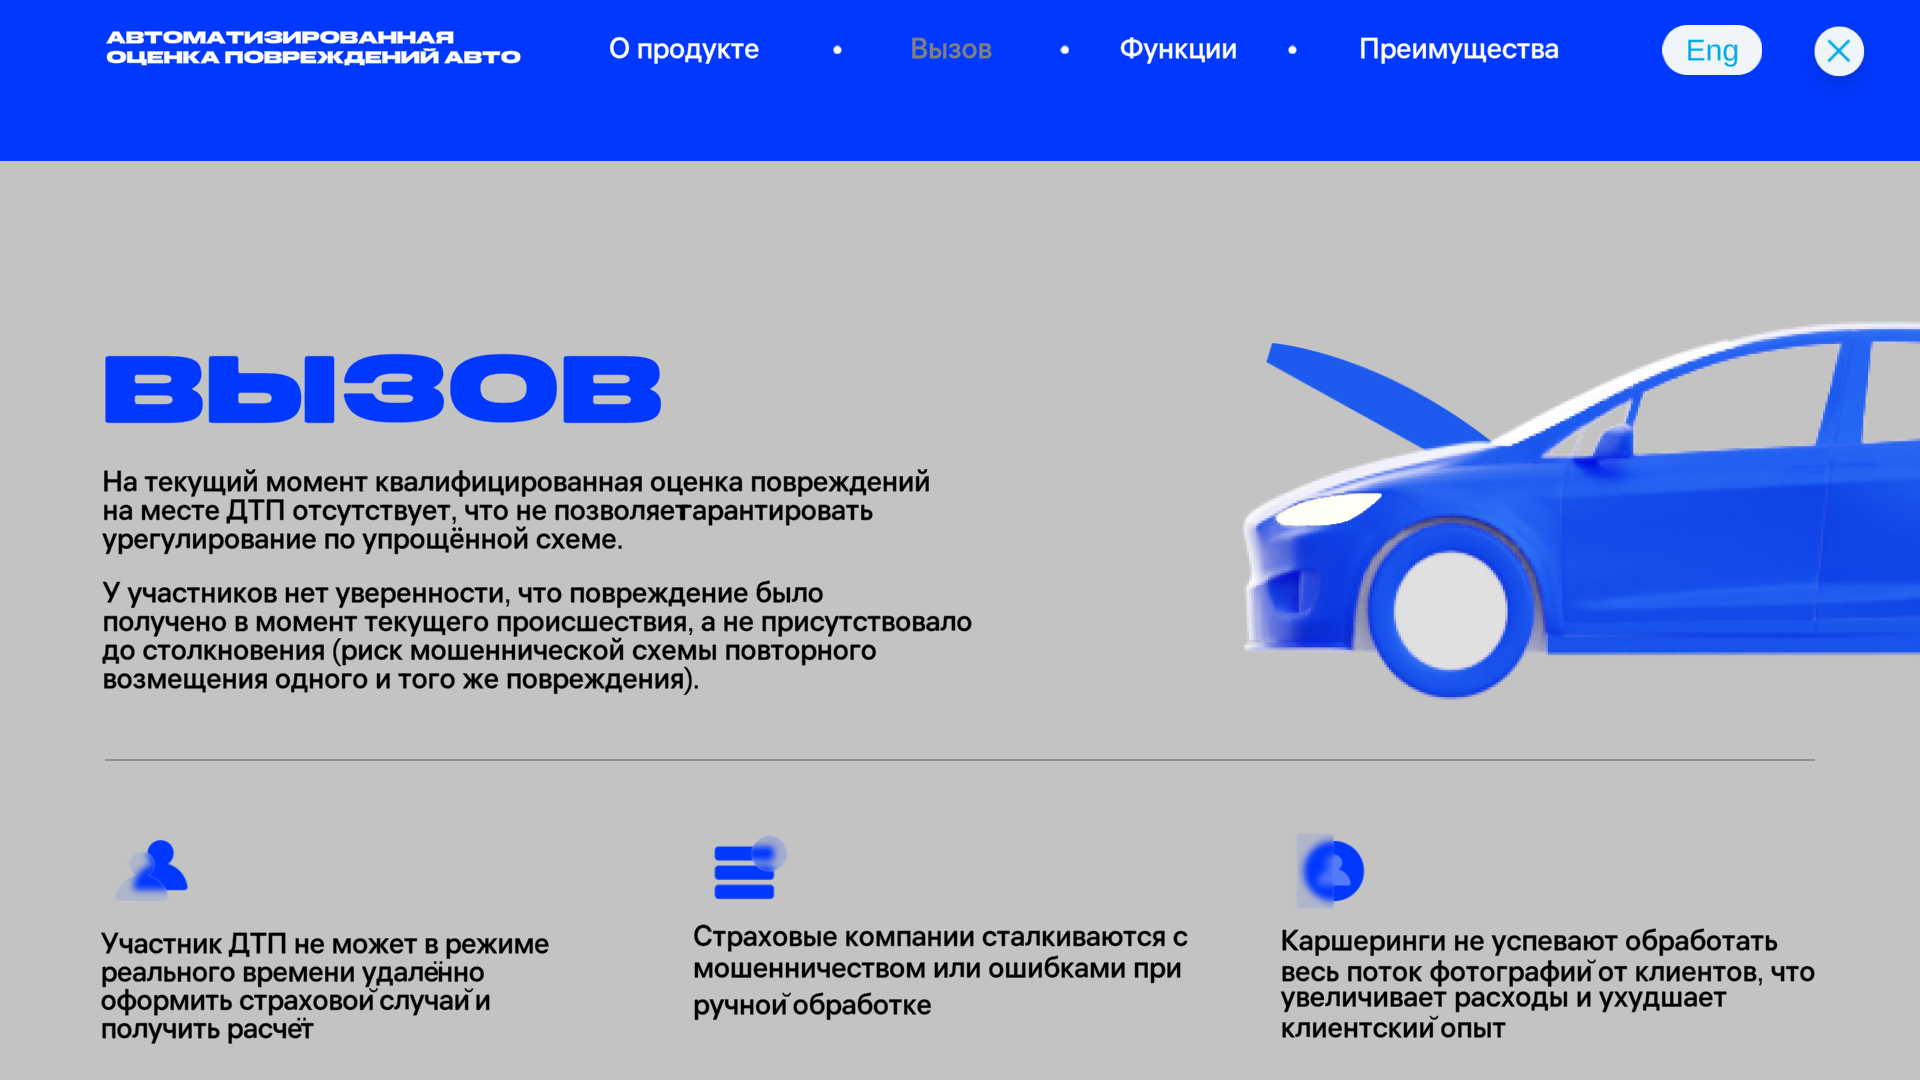 АВТОМАТИЗИРОВАННАЯ
ОЦЕНКА ПОВРЕЖДЕНИЙ АВТО
О продукте • Вызов • Функции • Преимущества
Eng
ВЫЗОВ
На текущий момент квалифицированная оценка повреждений
на месте ДТП отсутствует, что не позволяет гарантировать
урегулирование по упрощённой схеме.
У участников нет уверенности, что повреждение было
получено в момент текущего происшествия, а не присутствовало
до столкновения (риск мошеннической схемы повторного
возмещения одного и того же повреждения).
Участник ДТП не может в режиме
реального времени удалённо
оформить страховой случай и
получить расчёт
Страховые компании сталкиваются с
мошенничеством или ошибками при
ручной обработке
Каршеринги не успевают обработать
весь поток фотографий от клиентов, что
увеличивает расходы и ухудшает
клиентский опыт